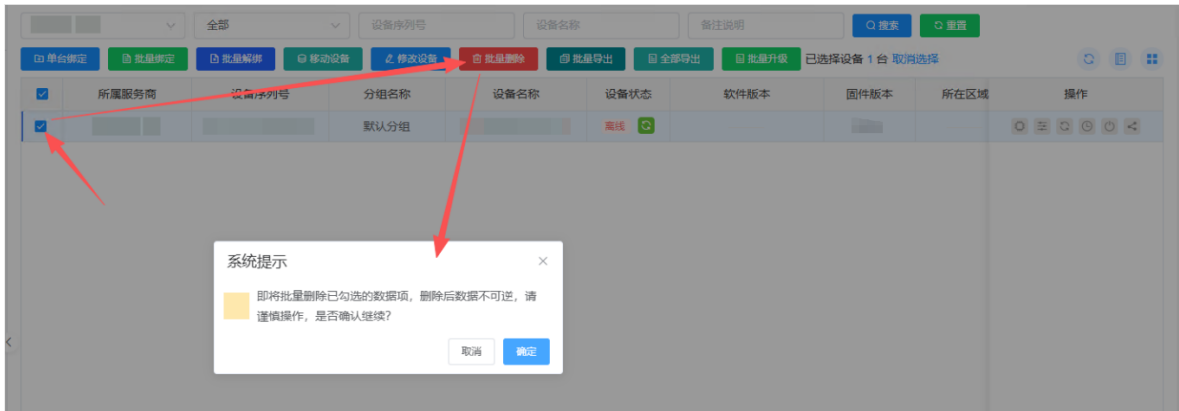 全部 设备序列号 设备名称 备注说明 搜索 重置
单台绑定 批量绑定 批量解绑 移动设备 修改设备 批量删除 批量导出 全部导出 批量升级 已选择设备 1 台 取消选择
所属服务商 设备序列号 分组名称 设备名称 设备状态 软件版本 固件版本 所在区域 操作
默认分组 离线
系统提示
即将批量删除已勾选的数据项，删除后数据不可逆，请
谨慎操作，是否确认继续？
取消 确定